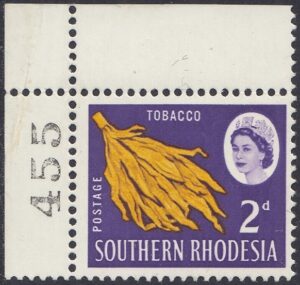 455
TOBACCO
POSTAGE
2d
SOUTHERN RHODESIA